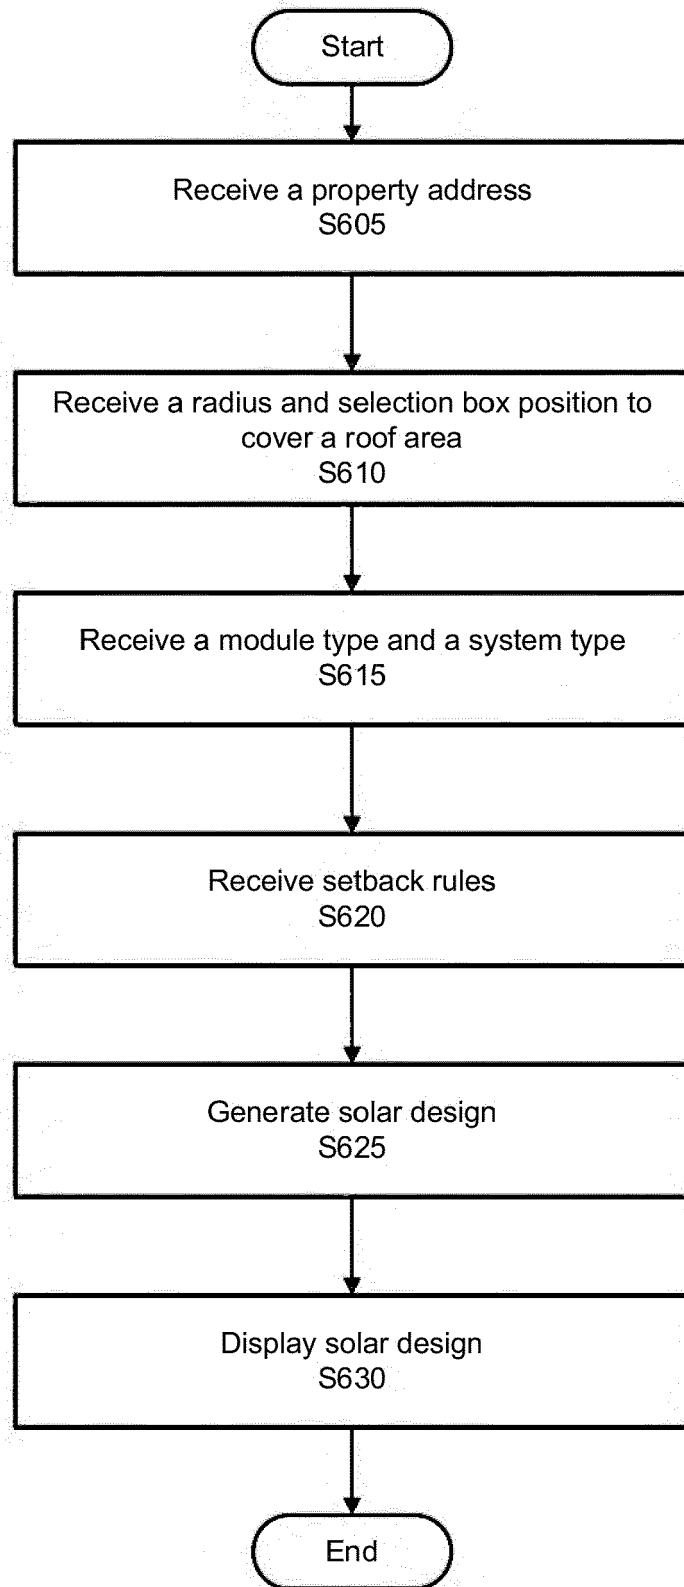 Start
Receive a property address
S605
Receive a radius and selection box position to
cover a roof area
S610
Receive a module type and a system type
S615
Receive setback rules
S620
Generate solar design
S625
Display solar design
S630
End